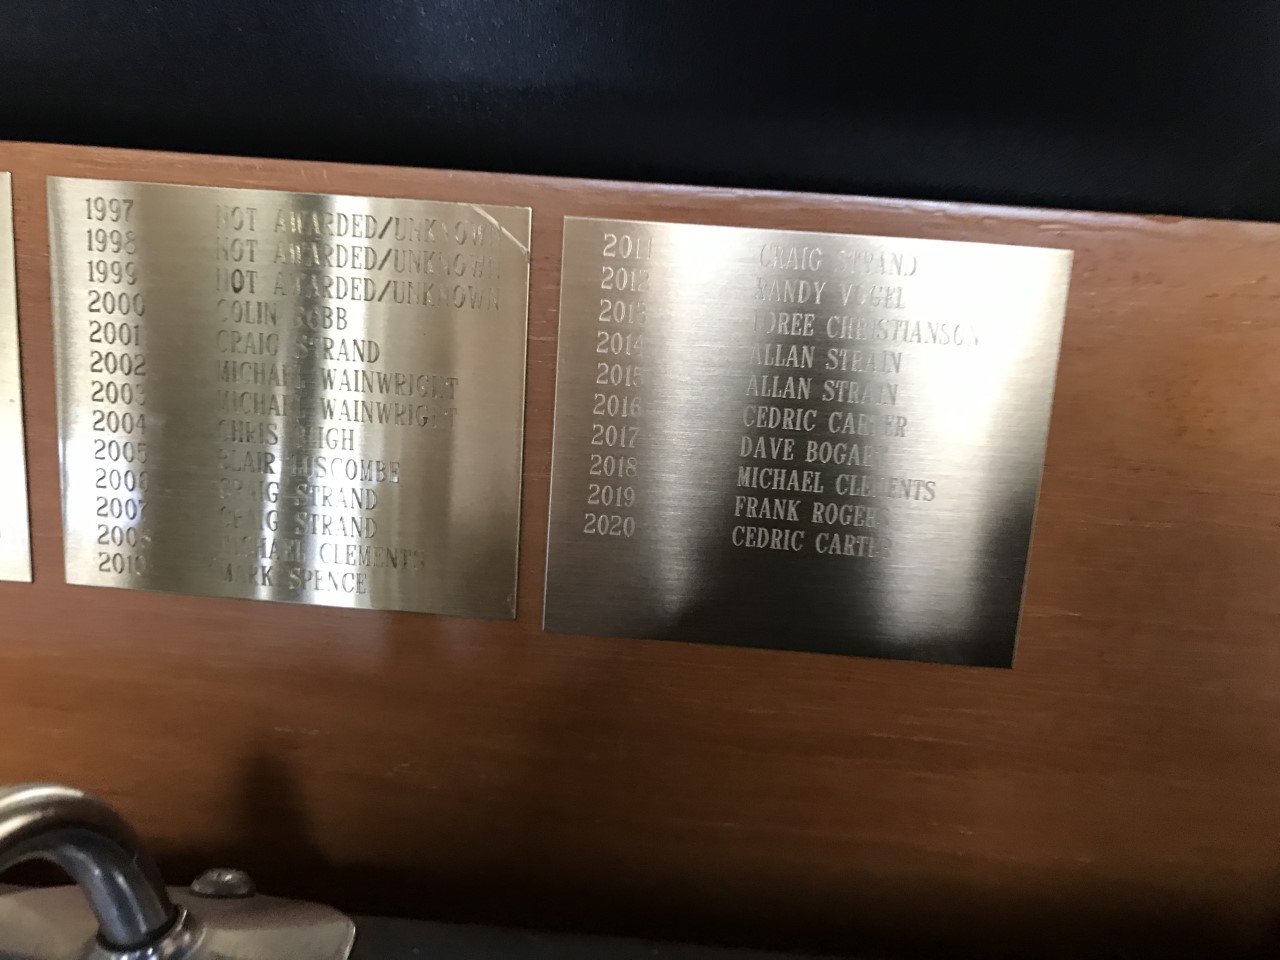 1997 NOT AWARDED/UNKNOWN
1998 NOT AWARDED/UNKNOWN
1999 NOT AWARDED/UNKNOWN
2000 COLIN ROBB
2001 CRAIG STRAND
2002 MICHAEL WAINWRIGHT
2003 MICHAEL WAINWRIGHT
2004 CHRIS
2005 BLAIR LUSCOMBE
2006 CRAIG STRAND
2007 CRAIG STRAND
2008 MICHAEL CLEMENTS
2010 MARK SPENCE
2011 CRAIG STRAND
2012 RANDY VOGEL
2013 CHRISTIANSON
2014 ALLAN STRAIN
2015 ALLAN STRAIN
2016 CEDRIC CARTER
2017 DAVE
2018 MICHAEL CLEMENTS
2019 FRANK ROGERS
2020 CEDRIC CARTER